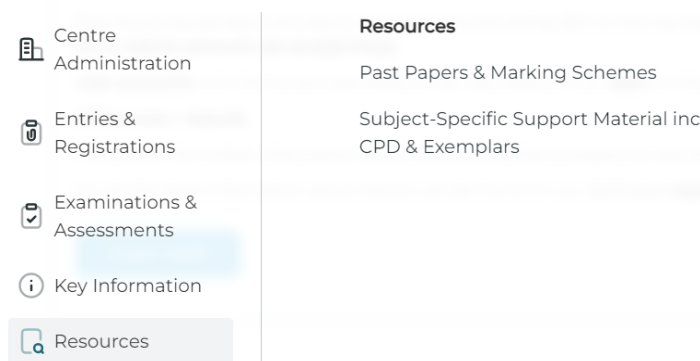 Centre
Administration
Entries &
Registrations
Examinations &
Assessments
Key Information
Resources
Resources
Past Papers & Marking Schemes
Subject-Specific Support Material inc
CPD & Exemplars